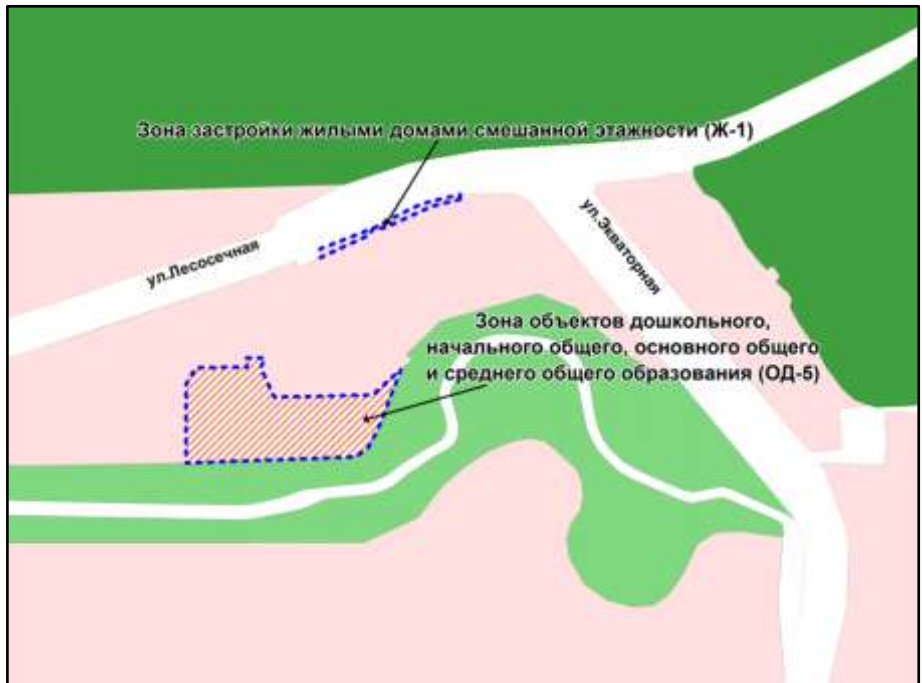 Зона застройки жилыми домами смешанной этажности (Ж-1)
ул.Лесосечная
ул.Экваторная
Зона объектов дошкольного,
начального общего, основного общего
и среднего общего образования (ОД-5)